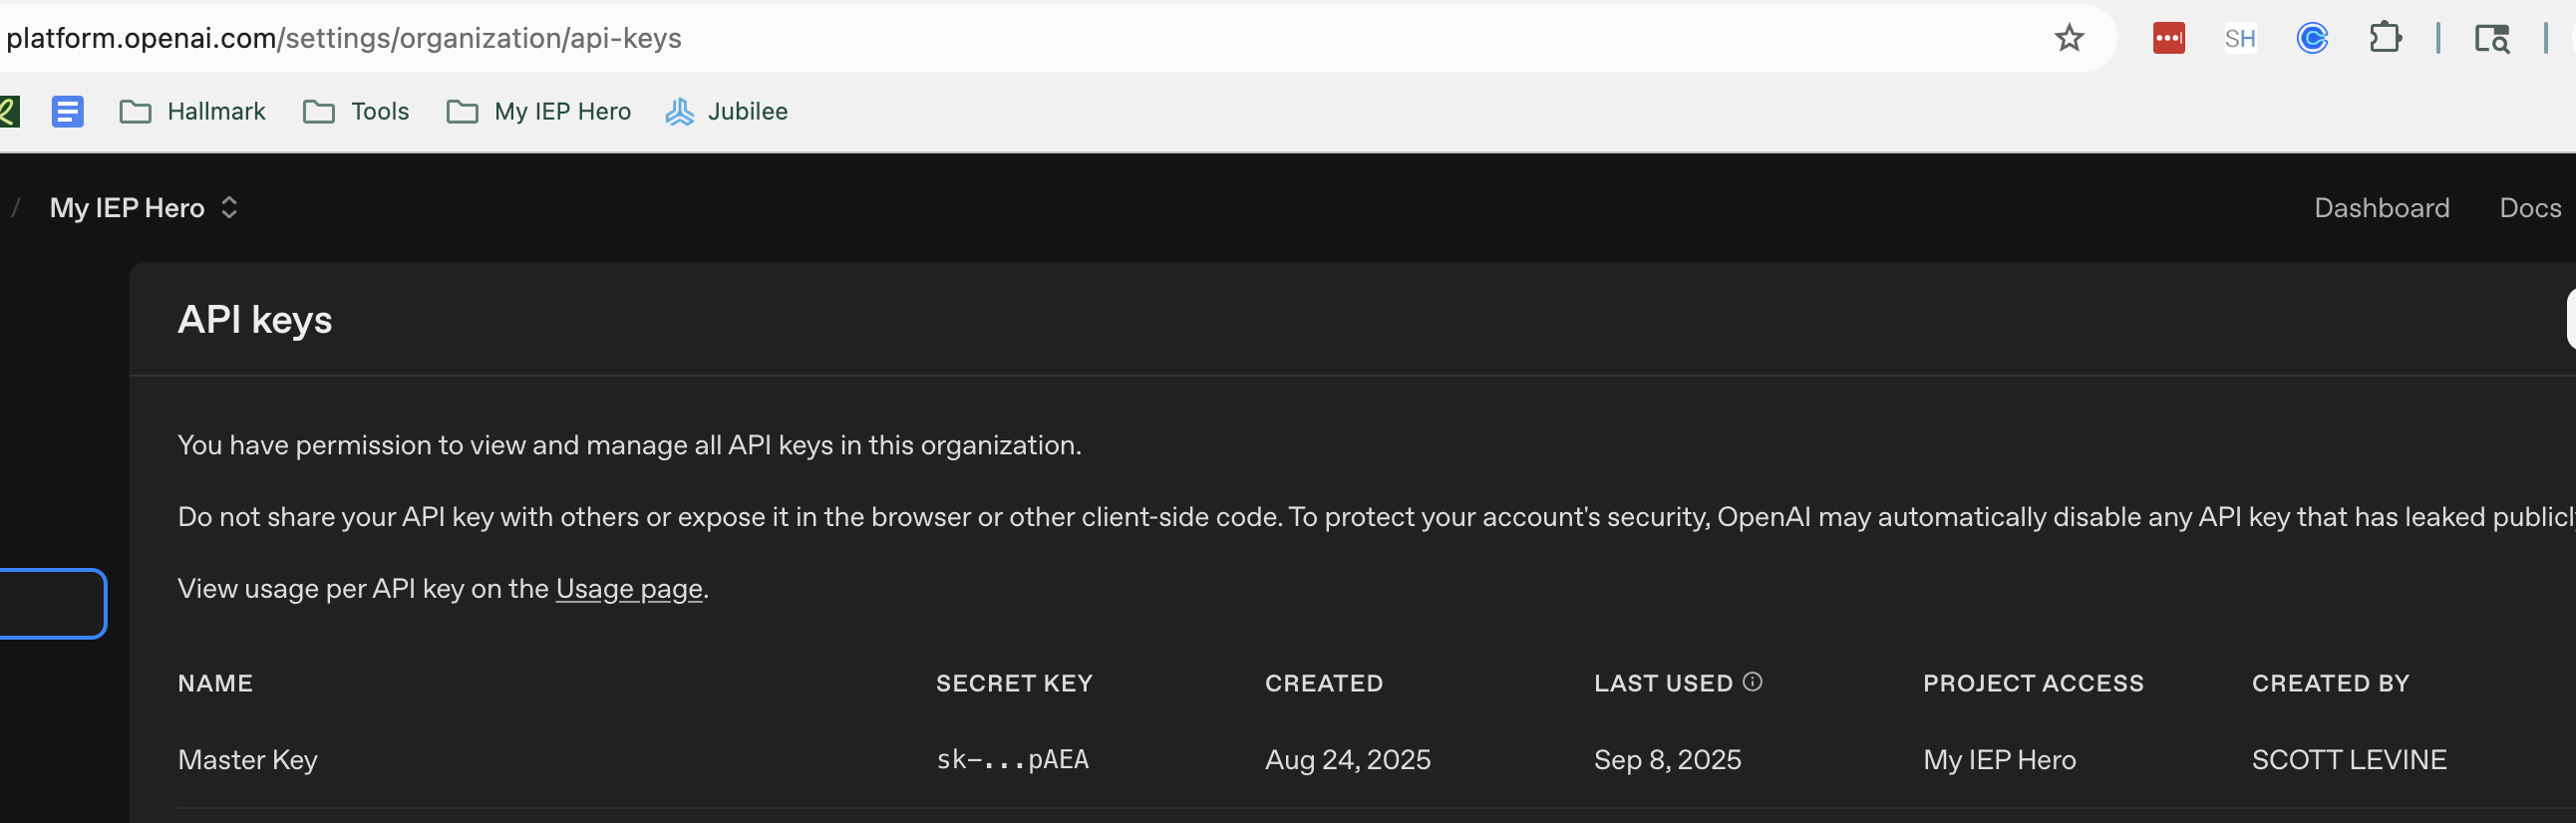 platform.openai.com/settings/organization/api-keys
SH
Hallmark Tools My IEP Hero Jubilee
/ My IEP Hero Dashboard Docs
API keys
You have permission to view and manage all API keys in this organization.
Do not share your API key with others or expose it in the browser or other client-side code. To protect your account's security, OpenAI may automatically disable any API key that has leaked publicl
View usage per API key on the Usage page.
NAME SECRET KEY CREATED LAST USED PROJECT ACCESS CREATED BY
Master Key sk-...pAEA Aug 24, 2025 Sep 8, 2025 My IEP Hero SCOTT LEVINE